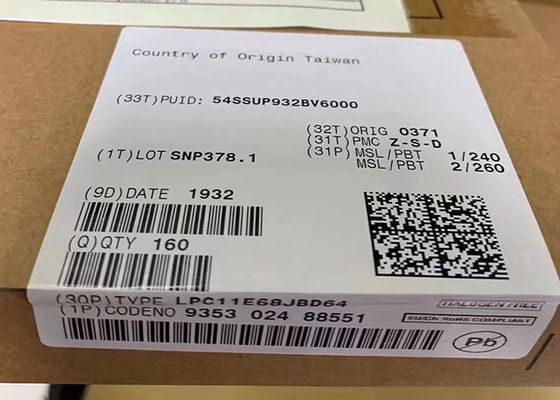 Country of Origin Taiwan
(33T)PUID: 54SSUP932BV6000
(32T)ORIG 0371
(31T)PMC Z-S-D
(1T)LOT SNP378.1
(31P)MSL/PBT 1/240
MSL/PBT 2/260
(9D)DATE 1932
(Q)QTY 160
(30P)TYPE LPC11E68JBD64
HALOGEN FREE
(1P)CODENO 9353 024 88551
EU/CN RoHS COMPLIANT
Pb